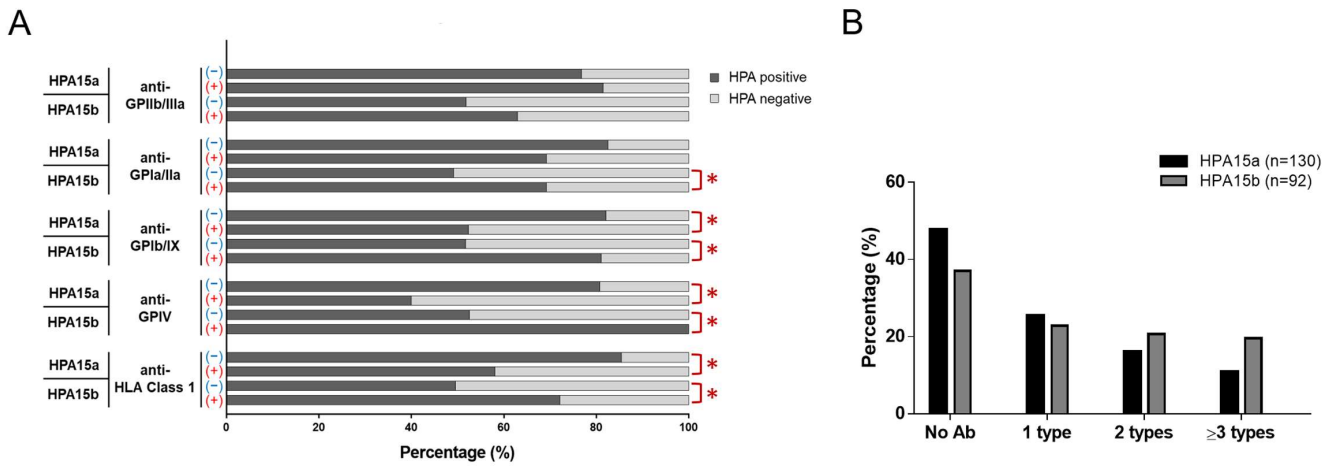 A
HPA15a
HPA15b
anti-
GPIIb/IIIa
(−)
(+)
(−)
(+)
HPA15a
HPA15b
anti-
GPIa/IIa
(−)
(+)
(−)
(+)
*
HPA15a
HPA15b
anti-
GPIb/IX
(−)
(+)
(−)
(+)
*
*
HPA15a
HPA15b
anti-
GPIV
(−)
(+)
(−)
(+)
*
*
HPA15a
HPA15b
anti-
HLA Class 1
(−)
(+)
(−)
(+)
*
*
0 20 40 60 80 100
Percentage (%)
HPA positive
HPA negative
B
HPA15a (n=130)
HPA15b (n=92)
Percentage (%)
60
40
20
0
No Ab 1 type 2 types ≥3 types